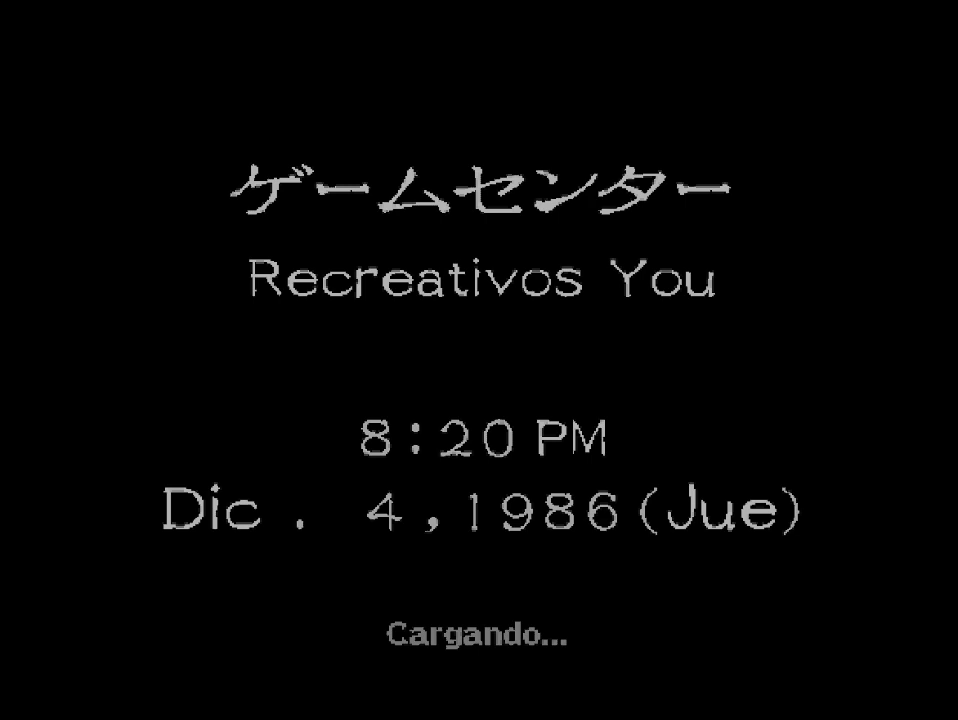 ゲームセンター
Recreativos You
8:20 PM
Dic . 4,1986(Jue)
Cargando...